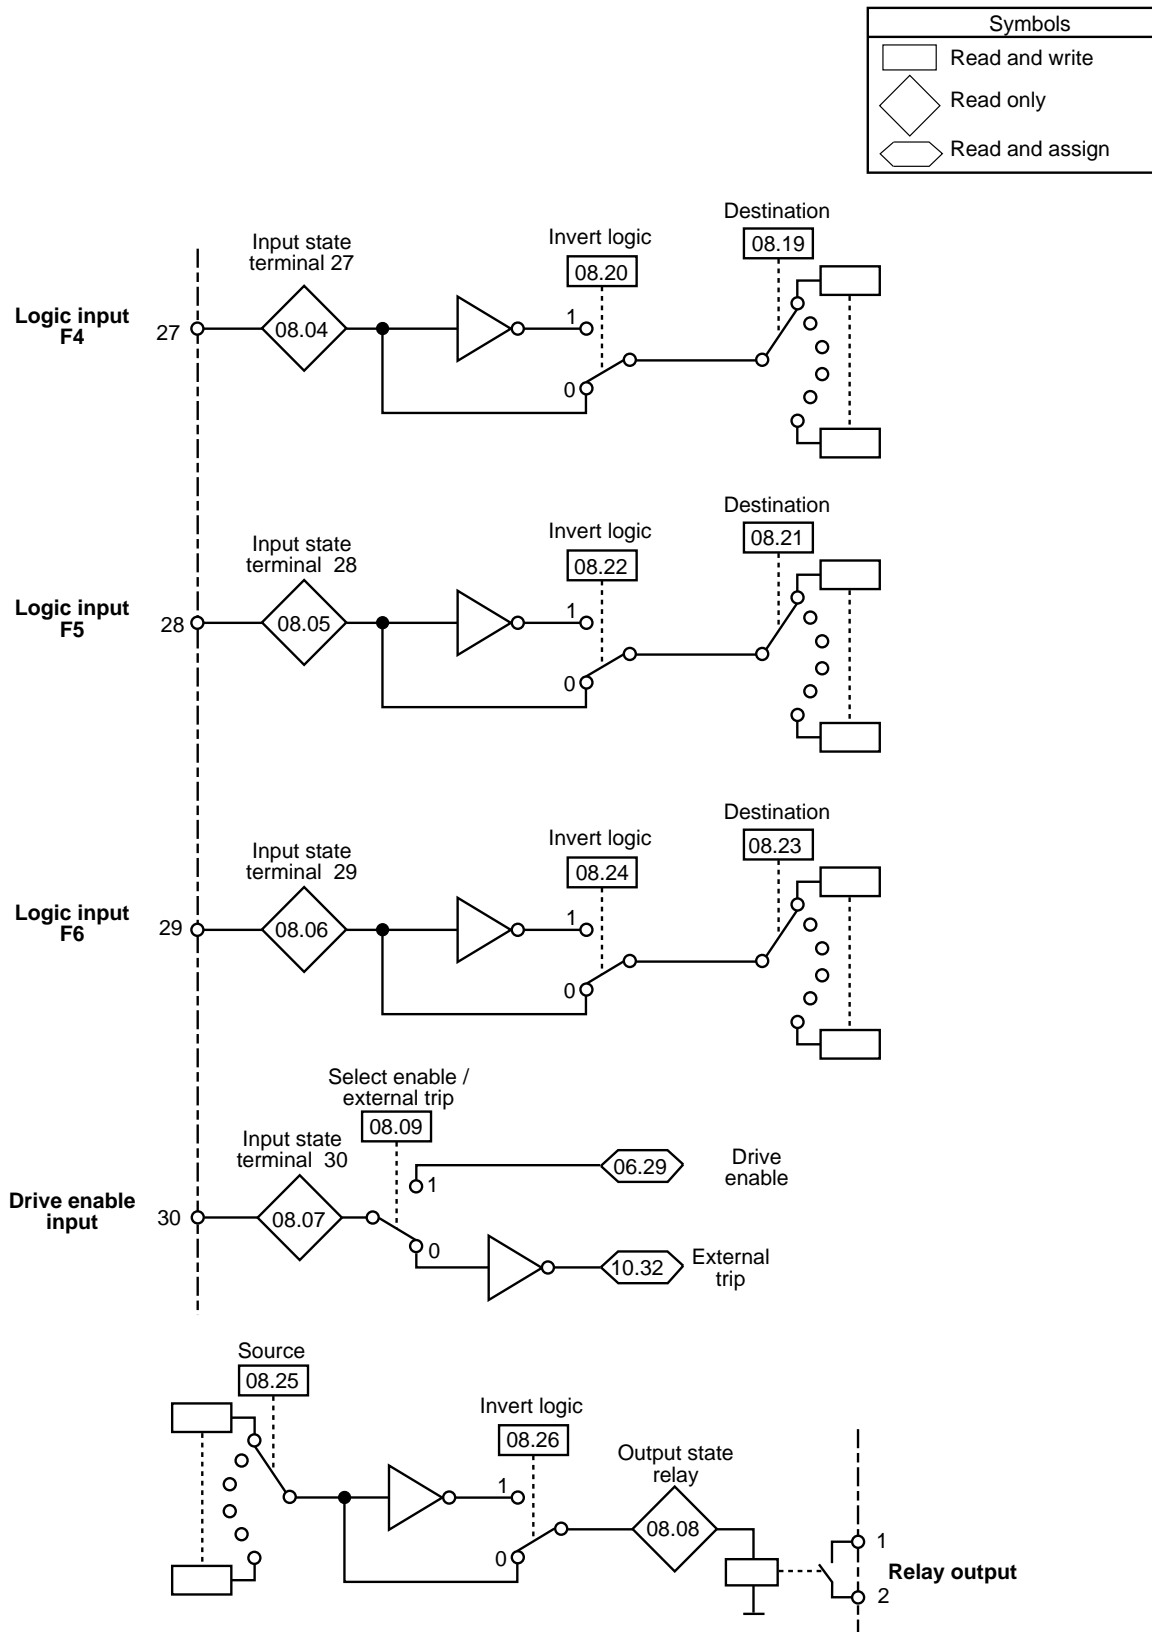 Symbols
Read and write
Read only
Read and assign
Destination
08.19
Invert logic
08.20
Input state
terminal 27
Logic input
F4
27
08.04
1
0
Destination
08.21
Invert logic
08.22
Input state
terminal 28
Logic input
F5
28
08.05
1
0
Destination
08.23
Invert logic
08.24
Input state
terminal 29
Logic input
F6
29
08.06
1
0
Select enable /
external trip
08.09
Input state
terminal 30
Drive enable
input
30
08.07
1
0
06.29
Drive
enable
10.32
External
trip
Source
08.25
Invert logic
08.26
1
0
Output state
relay
08.08
1
Relay output
2